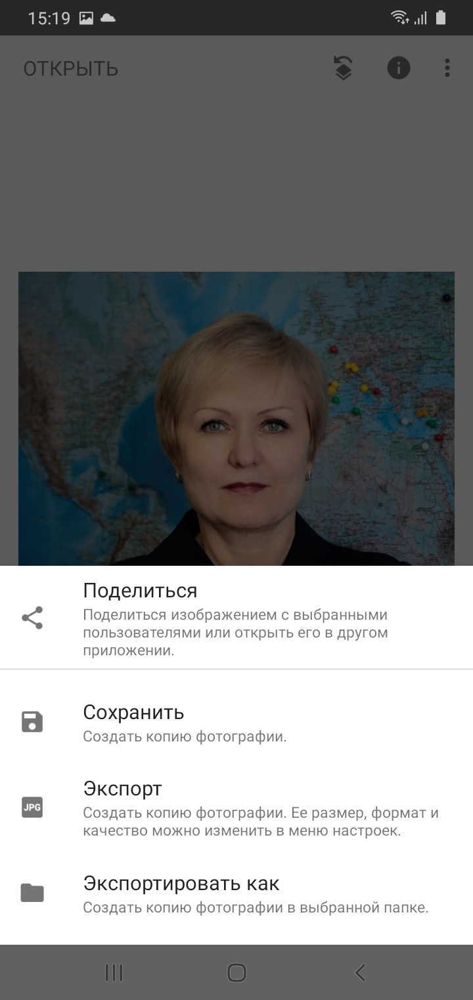 15:19
ОТКРЫТЬ
Поделиться
Поделиться изображением с выбранными
пользователями или открыть его в другом
приложении.
Сохранить
Создать копию фотографии.
JPG
Экспорт
Создать копию фотографии. Ее размер, формат и
качество можно изменить в меню настроек.
Экспортировать как
Создать копию фотографии в выбранной папке.